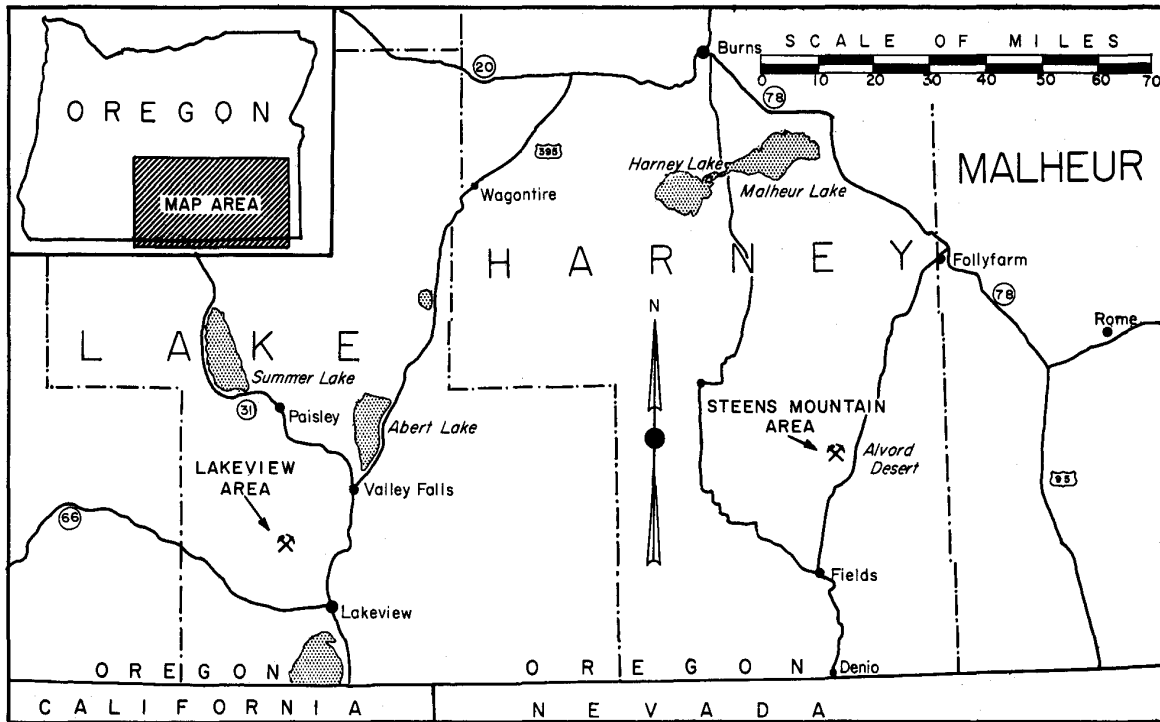 OREGON
MAP AREA
SCALE OF MILES
0 10 20 30 40 50 60 70
Burns
20
78
395
Harney Lake
Malheur Lake
MALHEUR
Wagontire
HARNEY
Follyfarm
78
N
Rome
LAKE
Summer Lake
31
Paisley
Abert Lake
STEENS MOUNTAIN
AREA
Alvord
Desert
LAKEVIEW
AREA
Valley Falls
95
66
Fields
Lakeview
OREGON
OREGON
Denio
CALIFORNIA
NEVADA